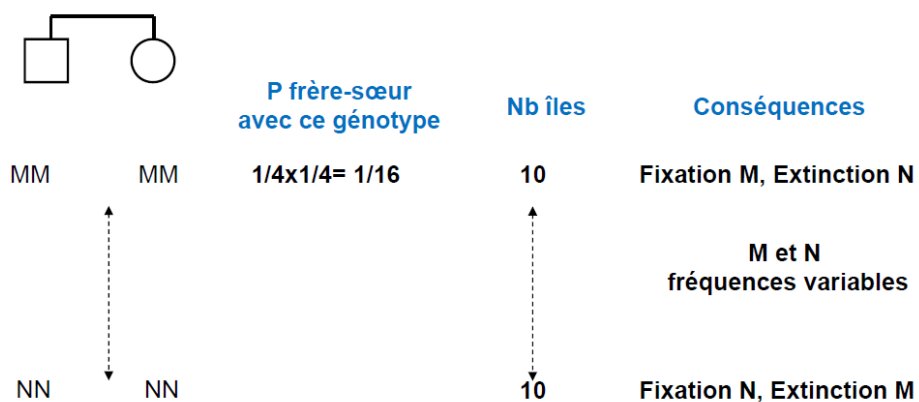 P frère-sœur
avec ce génotype
Nb îles
Conséquences
MM MM 1/4x1/4= 1/16 10 Fixation M, Extinction N
M et N
fréquences variables
NN NN 10 Fixation N, Extinction M